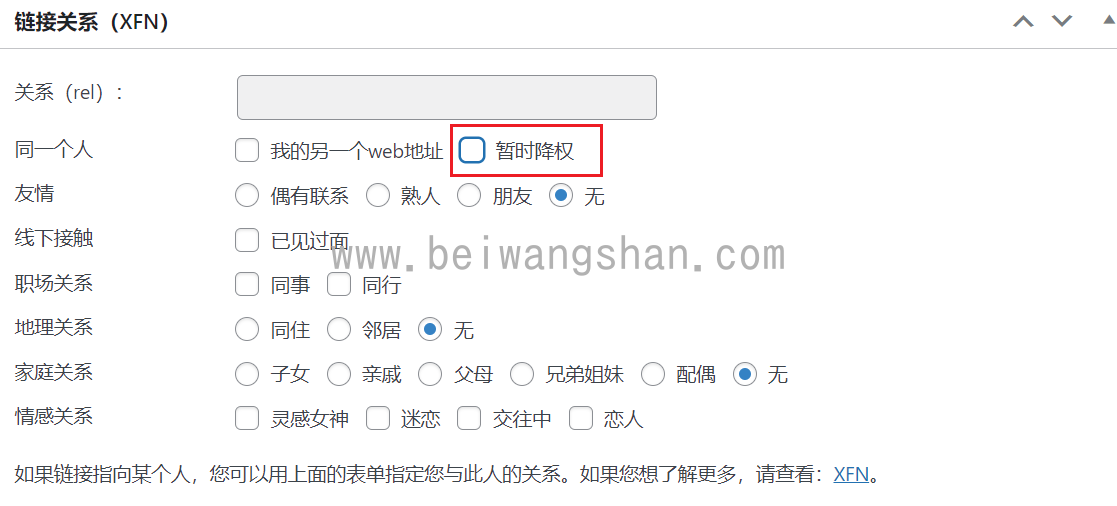 链接关系（XFN）
关系（rel）：
同一个人 我的另一个web地址 暂时降权
友情 偶有联系 熟人 朋友 无
线下接触 已见过面
www.beiwangshan.com
职场关系 同事 同行
地理关系 同住 邻居 无
家庭关系 子女 亲戚 父母 兄弟姐妹 配偶 无
情感关系 灵感女神 迷恋 交往中 恋人
如果链接指向某个人，您可以用上面的表单指定您与此人的关系。如果您想了解更多，请查看：XFN。